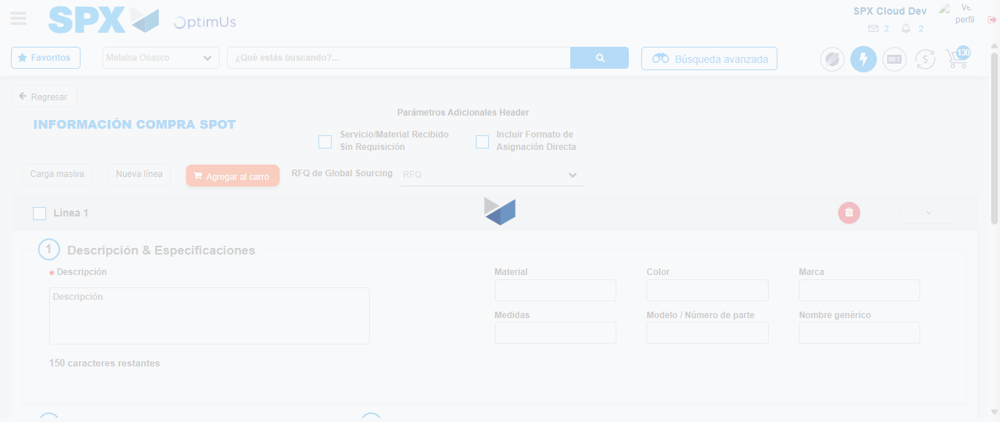 SPX
OptimUs
SPX Cloud Dev
2
2
Ve
perfil
Favoritos
Metalsa Osasco
¿Qué estás buscando?...
Búsqueda avanzada
130
Regresar
INFORMACIÓN COMPRA SPOT
Parámetros Adicionales Header
Servicio/Material Recibido
Sin Requisición
Incluir Formato de
Asignación Directa
Carga masiva
Nueva línea
Agregar al carro
RFQ de Global Sourcing
RFQ
Linea 1
1
Descripción & Especificaciones
* Descripción
Descripción
150 caracteres restantes
Material
Color
Marca
Medidas
Modelo / Número de parte
Nombre genérico